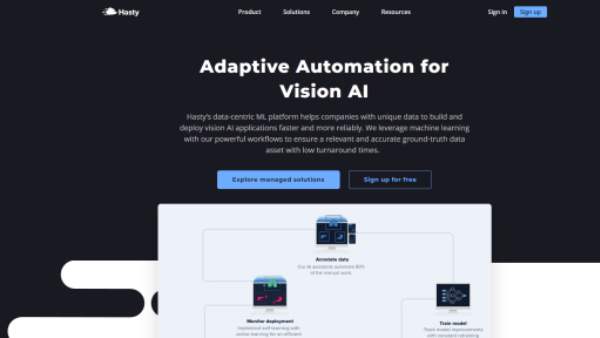 Hasty
Product Solutions Company Resources
Sign in Sign up
Adaptive Automation for
Vision AI
Hasty's data-centric ML platform helps companies with unique data to build and
deploy vision AI applications faster and more reliably. We leverage machine learning
with our powerful workflows to ensure a relevant and accurate ground-truth data
asset with low turnaround times.
Explore managed solutions
Sign up for free
Annotate data
Our AI assistants automate 80%
of the manual work.
Monitor deployment
Implement self learning with
online learning for an efficient
Train model
Track model improvements
with constant retraining